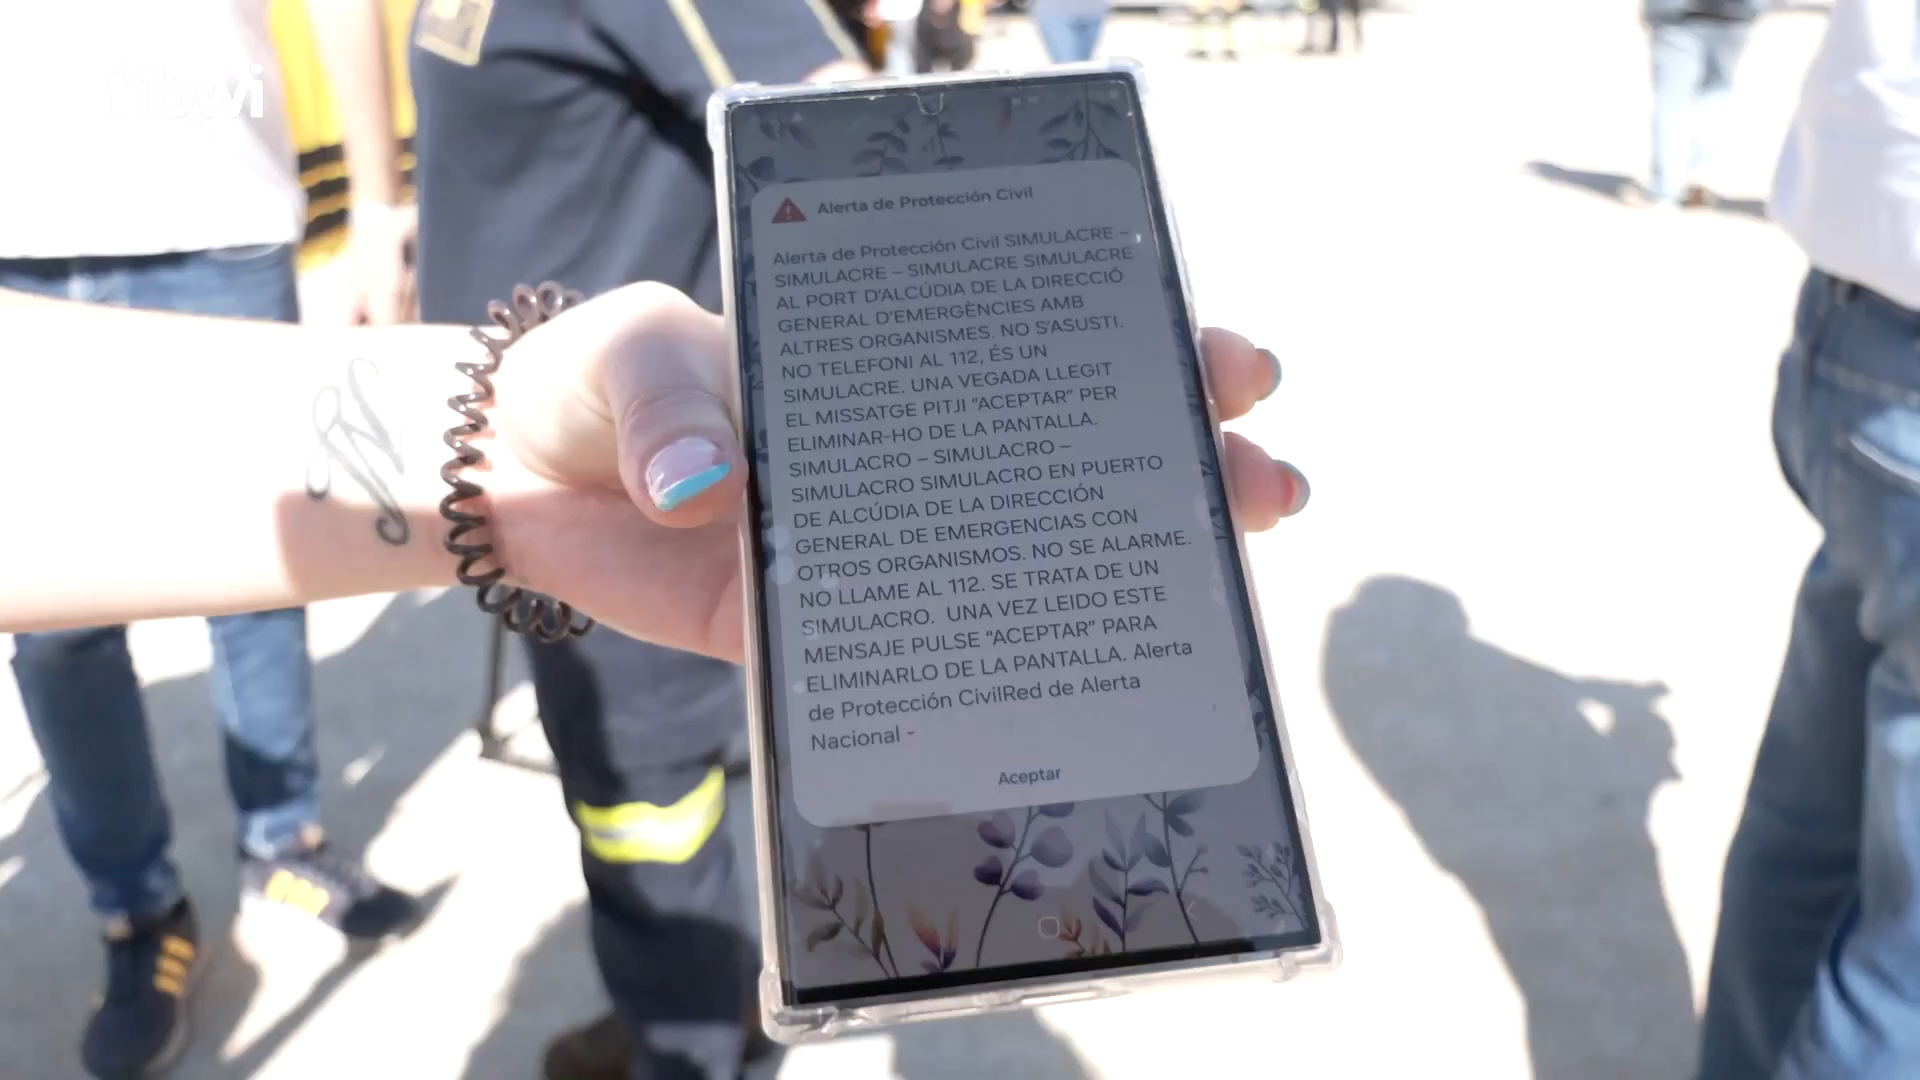 fibwi
Alerta de Protección Civil
Alerta de Protección Civil SIMULACRE –
SIMULACRE – SIMULACRE SIMULACRE
AL PORT D'ALCÚDIA DE LA DIRECCIÓ
GENERAL D'EMERGÈNCIES AMB
ALTRES ORGANISMES. NO S'ASUSTI.
NO TELEFONI AL 112, ÉS UN
SIMULACRE. UNA VEGADA LLEGIT
EL MISSATGE PITJI "ACEPTAR" PER
ELIMINAR-HO DE LA PANTALLA.
SIMULACRO – SIMULACRO –
SIMULACRO SIMULACRO EN PUERTO
DE ALCÚDIA DE LA DIRECCIÓN
GENERAL DE EMERGENCIAS CON
OTROS ORGANISMOS. NO SE ALARME.
NO LLAME AL 112. SE TRATA DE UN
SIMULACRO. UNA VEZ LEIDO ESTE
MENSAJE PULSE "ACEPTAR" PARA
ELIMINARLO DE LA PANTALLA. Alerta
de Protección CivilRed de Alerta
Nacional -
Aceptar